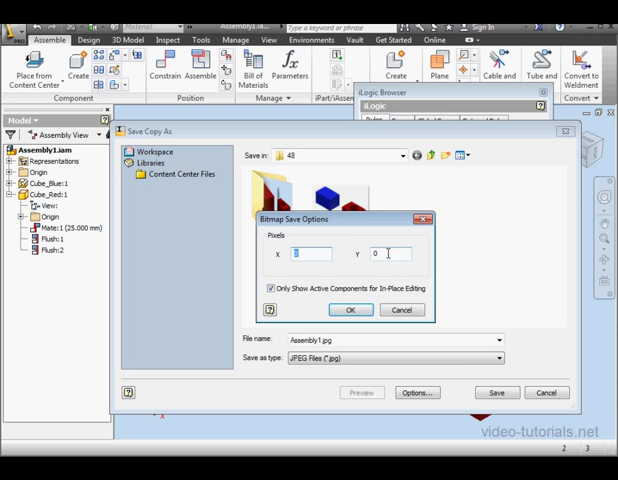 Material
Assembly1.ia...
Sign In
PRO
Assemble Design 3D Model Inspect Tools Manage View Environments Vault Get Started Online
Place from Content Center
Create
Constrain
Assemble
Bill of Materials
Parameters
Create
Plane
Cable and
Tube and
Convert to Weldment
Component
Position
Manage
iPart/iAssem
Convert
iLogic Browser
iLogic
Model
Assembly View
Assembly1.iam
Representations
Origin
Cube_Blue:1
Cube_Red:1
View:
Origin
Mate:1 (25.000 mm)
Flush:1
Flush:2
Save Copy As
Workspace
Libraries
Content Center Files
Save in: 48
Bitmap Save Options
Pixels
X 0 Y 0
Only Show Active Components for In-Place Editing
OK Cancel
File name: Assembly1.jpg
Save as type: JPEG Files (*.jpg)
Preview Options... Save Cancel
x
video-tutorials.net
2 3